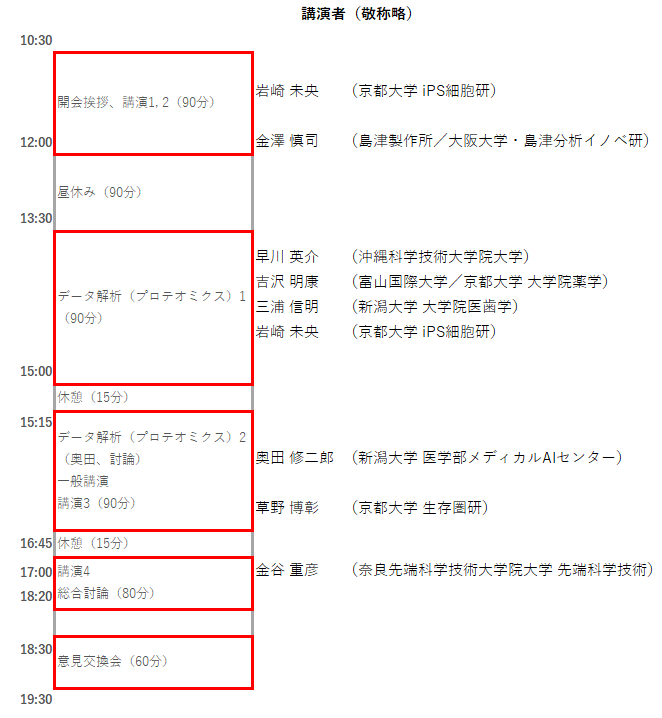 講演者（敬称略）
10:30
開会挨拶、講演1, 2（90分）
岩崎 未央 （京都大学 iPS細胞研）
12:00
金澤 慎司 （島津製作所／大阪大学・島津分析イノベ研）
昼休み（90分）
13:30
早川 英介 （沖縄科学技術大学院大学）
吉沢 明康 （富山国際大学／京都大学 大学院薬学）
データ解析（プロテオミクス）1
（90分）
三浦 信明 （新潟大学 大学院医歯学）
岩崎 未央 （京都大学 iPS細胞研）
15:00
休憩（15分）
15:15
データ解析（プロテオミクス）2
（奥田、討論）
一般講演
講演3（90分）
奥田 修二郎 （新潟大学 医学部メディカルAIセンター）
草野 博彰 （京都大学 生存圏研）
16:45
休憩（15分）
17:00
講演4
金谷 重彦 （奈良先端科学技術大学院大学 先端科学技術）
18:20
総合討論（80分）
18:30
意見交換会（60分）
19:30